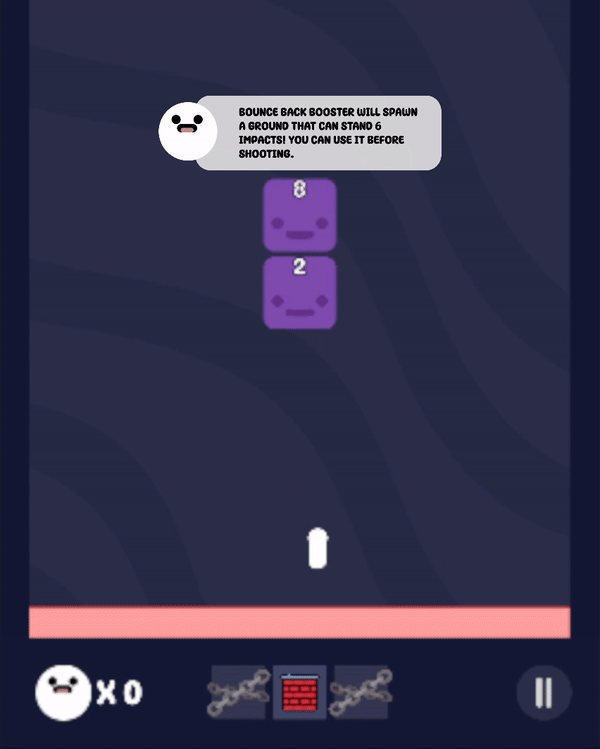 BOUNCE BACK BOOSTER WILL SPAWN
A GROUND THAT CAN STAND 6
IMPACTS! YOU CAN USE IT BEFORE
SHOOTING.
8
2
X 0